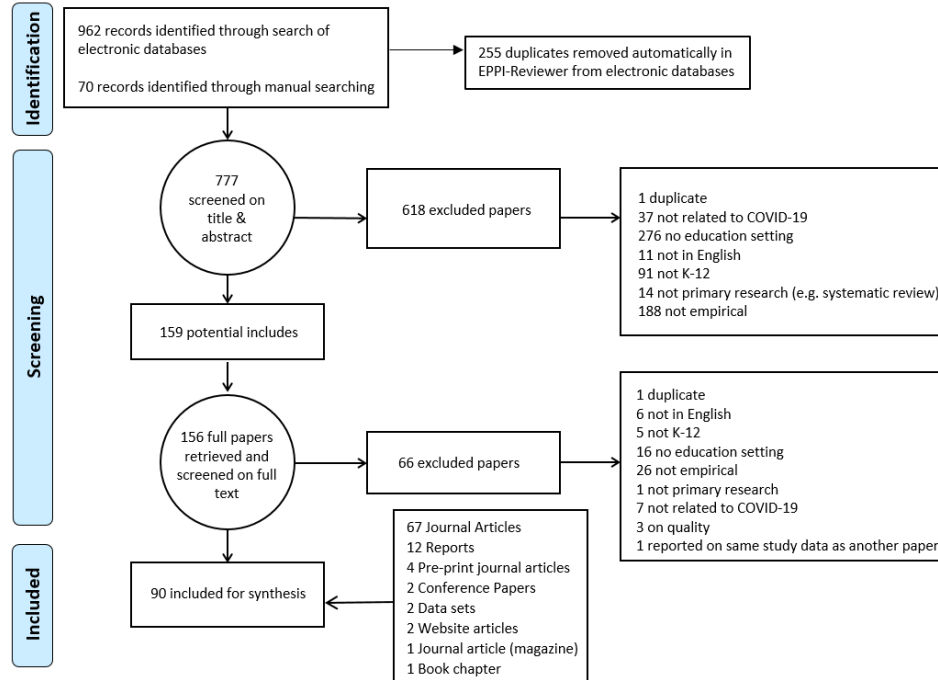 Identification
962 records identified through search of
electronic databases
70 records identified through manual searching
255 duplicates removed automatically in
EPPI-Reviewer from electronic databases
Screening
777
screened on
title &
abstract
618 excluded papers
1 duplicate
37 not related to COVID-19
276 no education setting
11 not in English
91 not K-12
14 not primary research (e.g. systematic review)
188 not empirical
159 potential includes
156 full papers
retrieved and
screened on full
text
66 excluded papers
1 duplicate
6 not in English
5 not K-12
16 no education setting
26 not empirical
1 not primary research
7 not related to COVID-19
3 on quality
1 reported on same study data as another paper
Included
90 included for synthesis
67 Journal Articles
12 Reports
4 Pre-print journal articles
2 Conference Papers
2 Data sets
2 Website articles
1 Journal article (magazine)
1 Book chapter